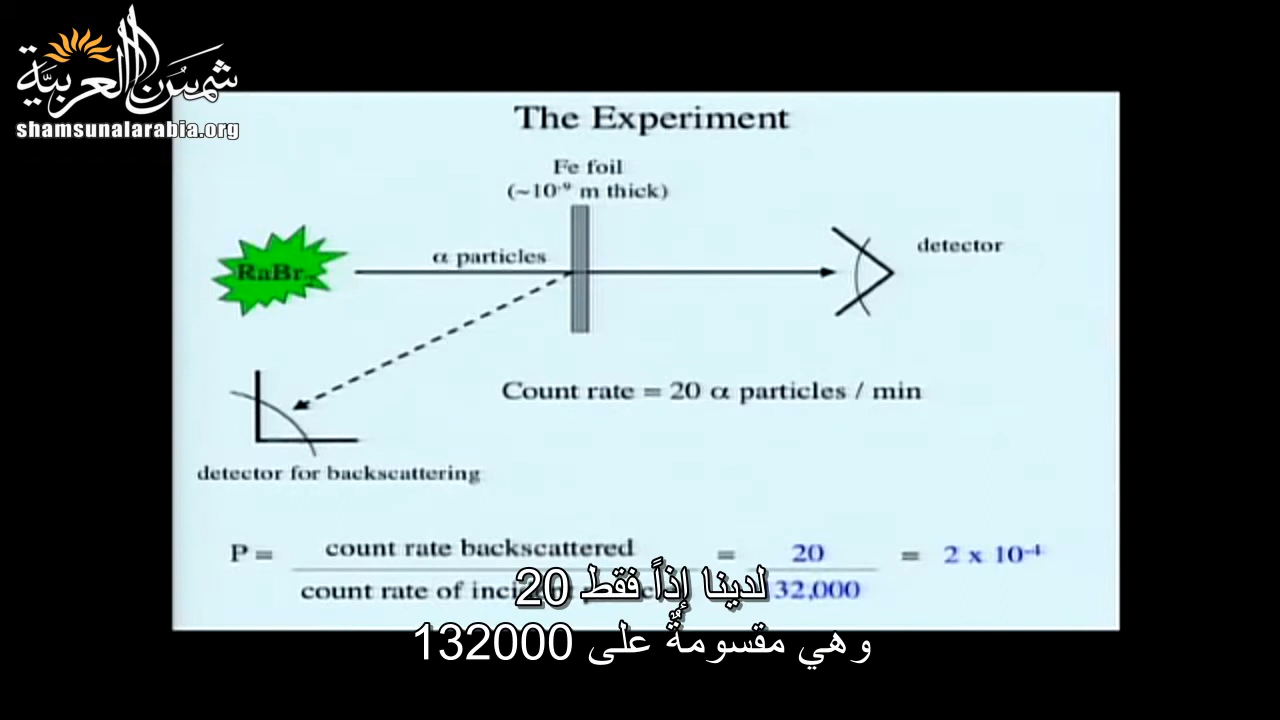 شمس العربية
shamsunalarabia.org
The Experiment
Fe foil
(~10⁻⁹ m thick)
α particles
RaBr₂
detector
Count rate = 20 α particles / min
detector for backscattering
P = count rate backscattered = 20 = 2 x 10⁻⁴
count rate of 32,000
لدينا إذاً فقط 20
وهي مقسومةٌ على 132000